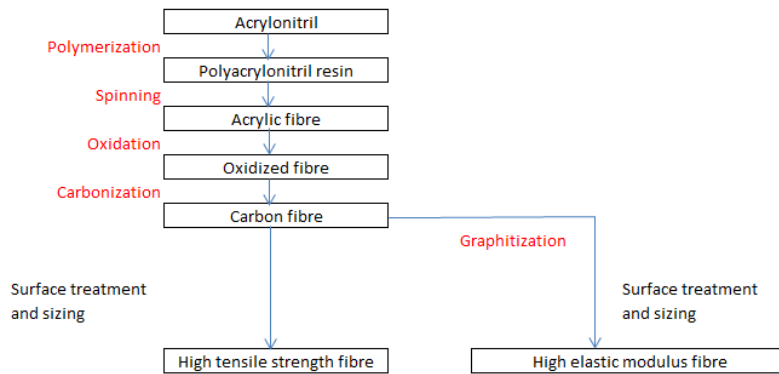 Acrylonitril
Polymerization
Polyacrylonitril resin
Spinning
Acrylic fibre
Oxidation
Oxidized fibre
Carbonization
Carbon fibre
Graphitization
Surface treatment
and sizing
Surface treatment
and sizing
High tensile strength fibre
High elastic modulus fibre